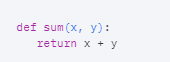 def sum(x, y):
   return x + y